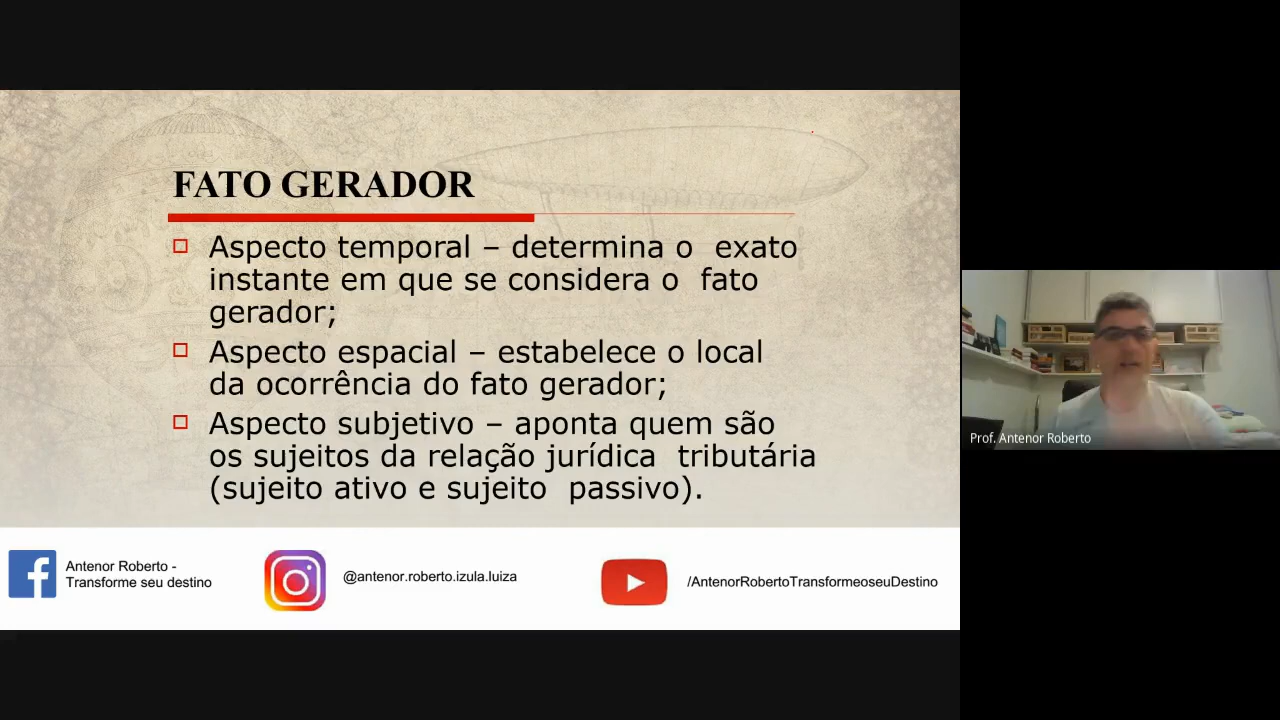 FATO GERADOR
Aspecto temporal – determina o exato
instante em que se considera o fato
gerador;
Aspecto espacial – estabelece o local
da ocorrência do fato gerador;
Aspecto subjetivo – aponta quem são
os sujeitos da relação jurídica tributária
(sujeito ativo e sujeito passivo).
Antenor Roberto -
Transforme seu destino
@antenor.roberto.izula.luiza
/AntenorRobertoTransformeoseuDestino
Prof. Antenor Roberto